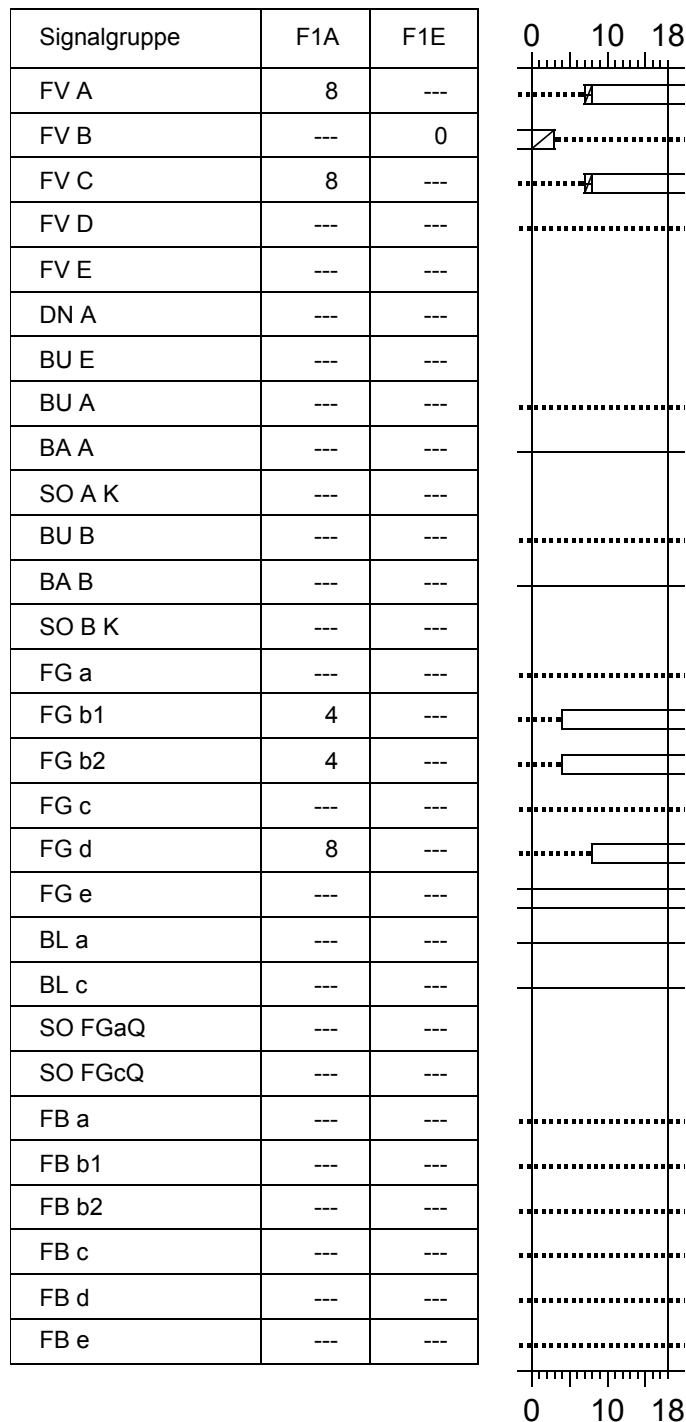 Signalgruppe F1A F1E 0 10 18
FV A 8 ---
FV B --- 0
FV C 8 ---
FV D --- ---
FV E --- ---
DN A --- ---
BU E --- ---
BU A --- ---
BA A --- ---
SO A K --- ---
BU B --- ---
BA B --- ---
SO B K --- ---
FG a --- ---
FG b1 4 ---
FG b2 4 ---
FG c --- ---
FG d 8 ---
FG e --- ---
BL a --- ---
BL c --- ---
SO FGaQ --- ---
SO FGcQ --- ---
FB a --- ---
FB b1 --- ---
FB b2 --- ---
FB c --- ---
FB d --- ---
FB e --- ---
0 10 18